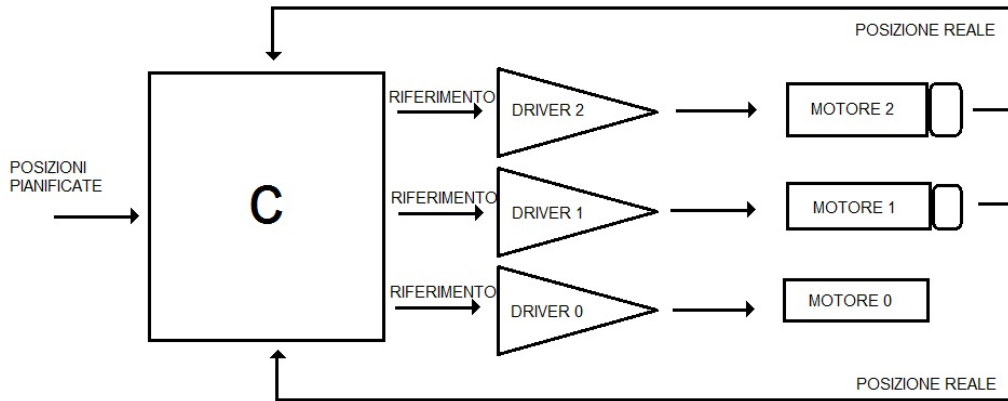 POSIZIONE REALE
RIFERIMENTO
DRIVER 2
MOTORE 2
POSIZIONI
PIANIFICATE
C
RIFERIMENTO
DRIVER 1
MOTORE 1
RIFERIMENTO
DRIVER 0
MOTORE 0
POSIZIONE REALE